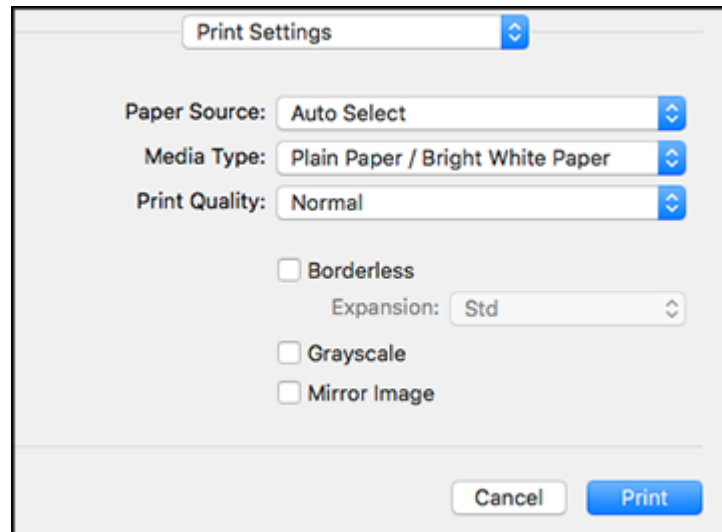 Print Settings
Paper Source: Auto Select
Media Type: Plain Paper / Bright White Paper
Print Quality: Normal
Borderless
Expansion: Std
Grayscale
Mirror Image
Cancel Print